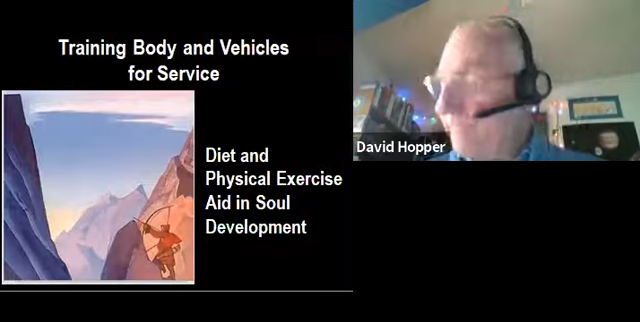 Training Body and Vehicles
for Service
Diet and
Physical Exercise
Aid in Soul
Development
David Hopper